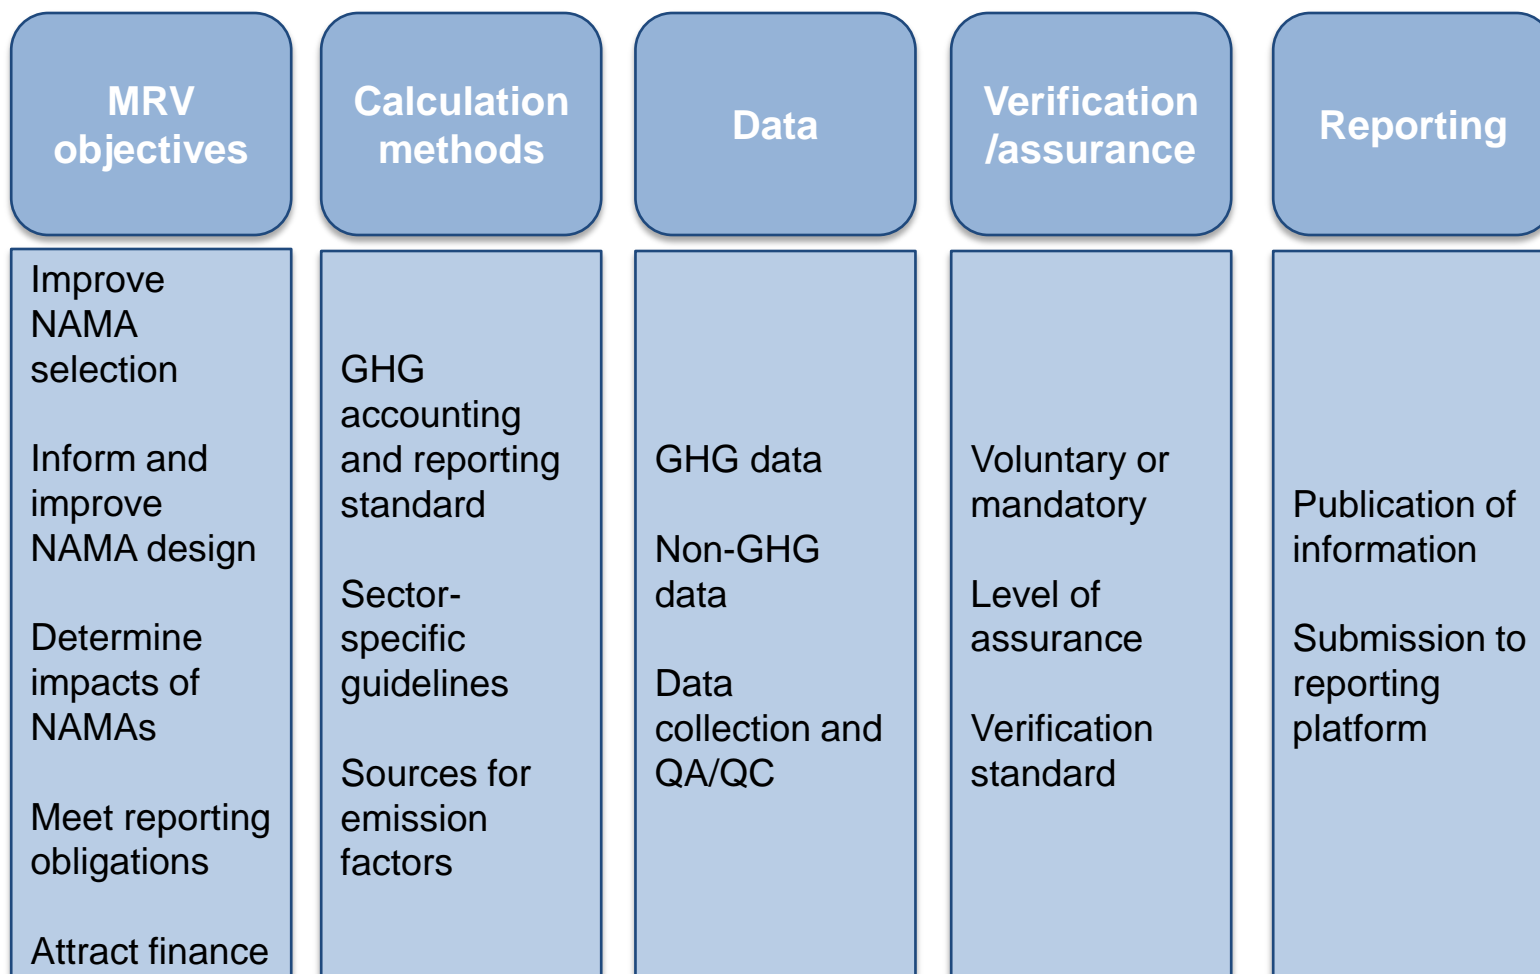 MRV
objectives
Calculation
methods
Data
Verification
/assurance
Reporting
Improve
NAMA
selection
Inform and
improve
NAMA design
Determine
impacts of
NAMAs
Meet reporting
obligations
Attract finance
GHG
accounting
and reporting
standard
Sector-
specific
guidelines
Sources for
emission
factors
GHG data
Non-GHG
data
Data
collection and
QA/QC
Voluntary or
mandatory
Level of
assurance
Verification
standard
Publication of
information
Submission to
reporting
platform